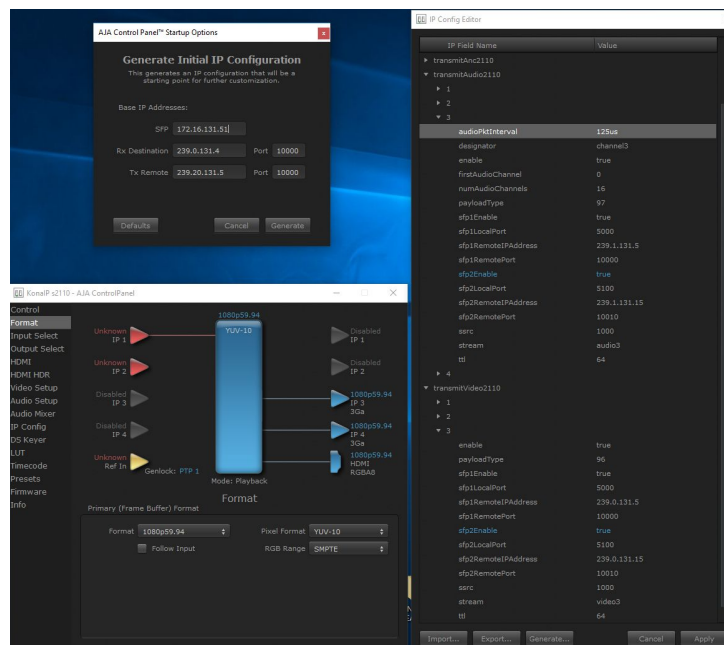 AJA Control Panel™ Startup Options
x
Generate Initial IP Configuration
This generates an IP configuration that will be a
starting point for further customization.
Base IP Addresses:
SFP 172.16.131.51
Rx Destination 239.0.131.4 Port 10000
Tx Remote 239.20.131.5 Port 10000
Defaults Cancel Generate
KonaIP s2110 - AJA ControlPanel
Control
Format
Input Select
Output Select
HDMI
HDMI HDR
Video Setup
Audio Setup
Audio Mixer
IP Config
DS Keyer
LUT
Timecode
Presets
Firmware
Info
1080p59.94
YUV-10
Unknown
IP 1
Unknown
IP 2
Disabled
IP 3
Disabled
IP 4
Unknown
Ref In
Genlock: PTP 1
Disabled
IP 1
Disabled
IP 2
1080p59.94
IP 3
3Ga
1080p59.94
IP 4
3Ga
1080p59.94
HDMI
RGBA8
Mode: Playback
Format
Primary (Frame Buffer) Format
Format 1080p59.94 Pixel Format YUV-10
Follow Input RGB Range SMPTE
IP Config Editor
IP Field Name Value
transmitAnc2110
transmitAudio2110
1
2
3
audioPktInterval 125us
designator channel3
enable true
firstAudioChannel 0
numAudioChannels 16
payloadType 97
sfp1Enable true
sfp1LocalPort 5000
sfp1RemoteIPAddress 239.1.131.5
sfp1RemotePort 10000
sfp2Enable true
sfp2LocalPort 5100
sfp2RemoteIPAddress 239.1.131.15
sfp2RemotePort 10010
ssrc 1000
stream audio3
ttl 64
4
transmitVideo2110
1
2
3
enable true
payloadType 96
sfp1Enable true
sfp1LocalPort 5000
sfp1RemoteIPAddress 239.0.131.5
sfp1RemotePort 10000
sfp2Enable true
sfp2LocalPort 5100
sfp2RemoteIPAddress 239.0.131.15
sfp2RemotePort 10010
ssrc 1000
stream video3
ttl 64
Import... Export... Generate... Cancel Apply